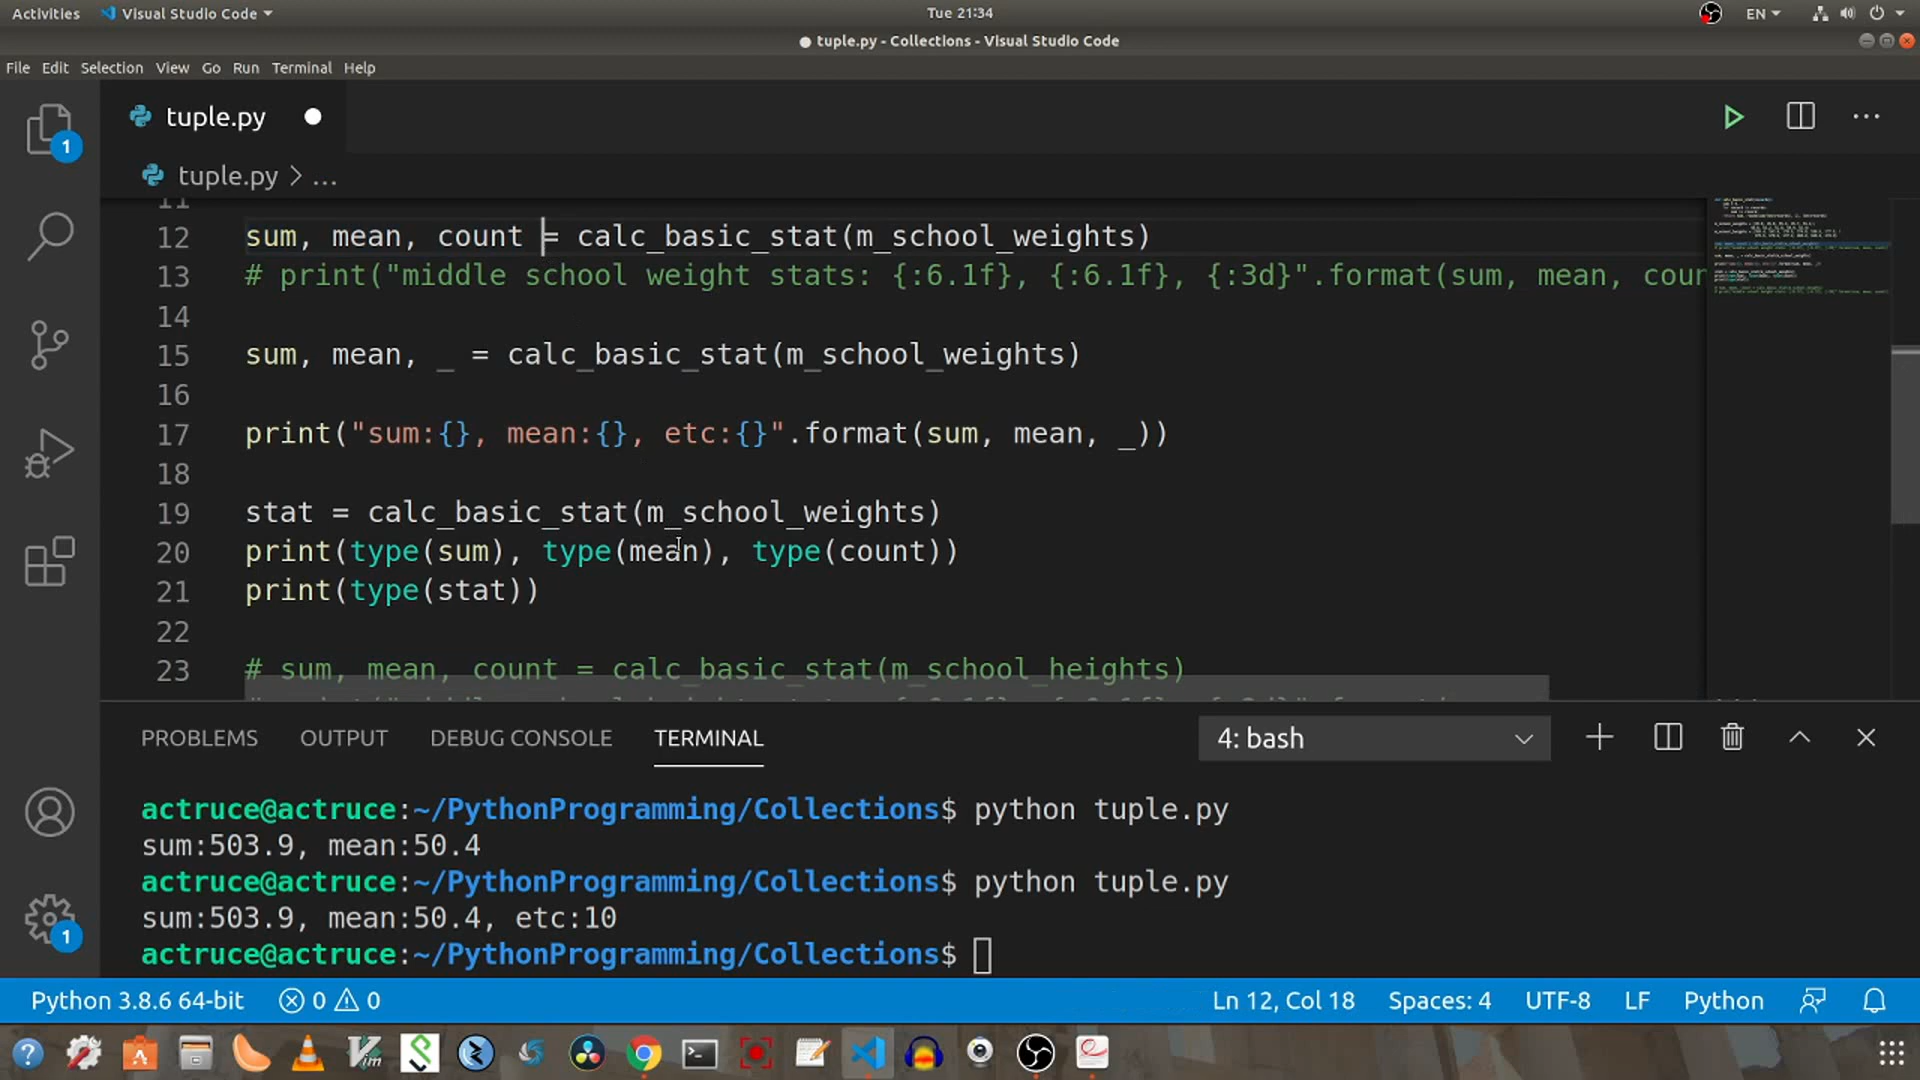 Activities Visual Studio Code Tue 21:34 EN
tuple.py - Collections - Visual Studio Code
File Edit Selection View Go Run Terminal Help
tuple.py
1
tuple.py > ...
11
12 sum, mean, count = calc_basic_stat(m_school_weights)
13 # print("middle school weight stats: {:6.1f}, {:6.1f}, {:3d}".format(sum, mean, coun
14
15 sum, mean, _ = calc_basic_stat(m_school_weights)
16
17 print("sum:{}, mean:{}, etc:{}".format(sum, mean, _))
18
19 stat = calc_basic_stat(m_school_weights)
20 print(type(sum), type(mean), type(count))
21 print(type(stat))
22
23 # sum, mean, count = calc_basic_stat(m_school_heights)
PROBLEMS OUTPUT DEBUG CONSOLE TERMINAL 4: bash
actruce@actruce:~/PythonProgramming/Collections$ python tuple.py
sum:503.9, mean:50.4
actruce@actruce:~/PythonProgramming/Collections$ python tuple.py
sum:503.9, mean:50.4, etc:10
1
actruce@actruce:~/PythonProgramming/Collections$
Python 3.8.6 64-bit 0 0 Ln 12, Col 18 Spaces: 4 UTF-8 LF Python